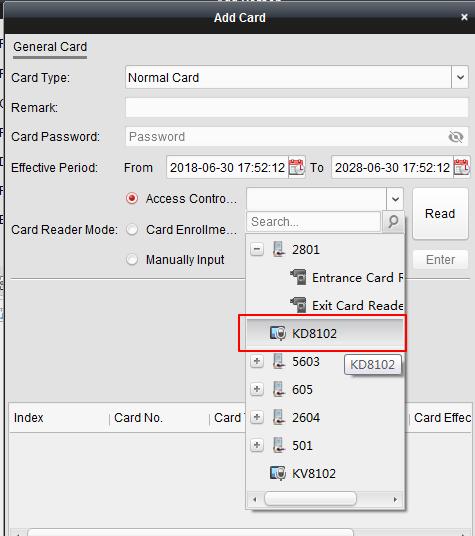 Add Card
×
General Card
Card Type: Normal Card
Remark:
Card Password: Password
Effective Period: From 2018-06-30 17:52:12 To 2028-06-30 17:52:12
Access Contro...
Read
Search...
Card Reader Mode: Card Enrollme...
2801
Manually Input
Enter
Entrance Card R
Exit Card Reade
KD8102
5603
KD8102
605
Index Card No. Card Card Effec
2604
501
KV8102